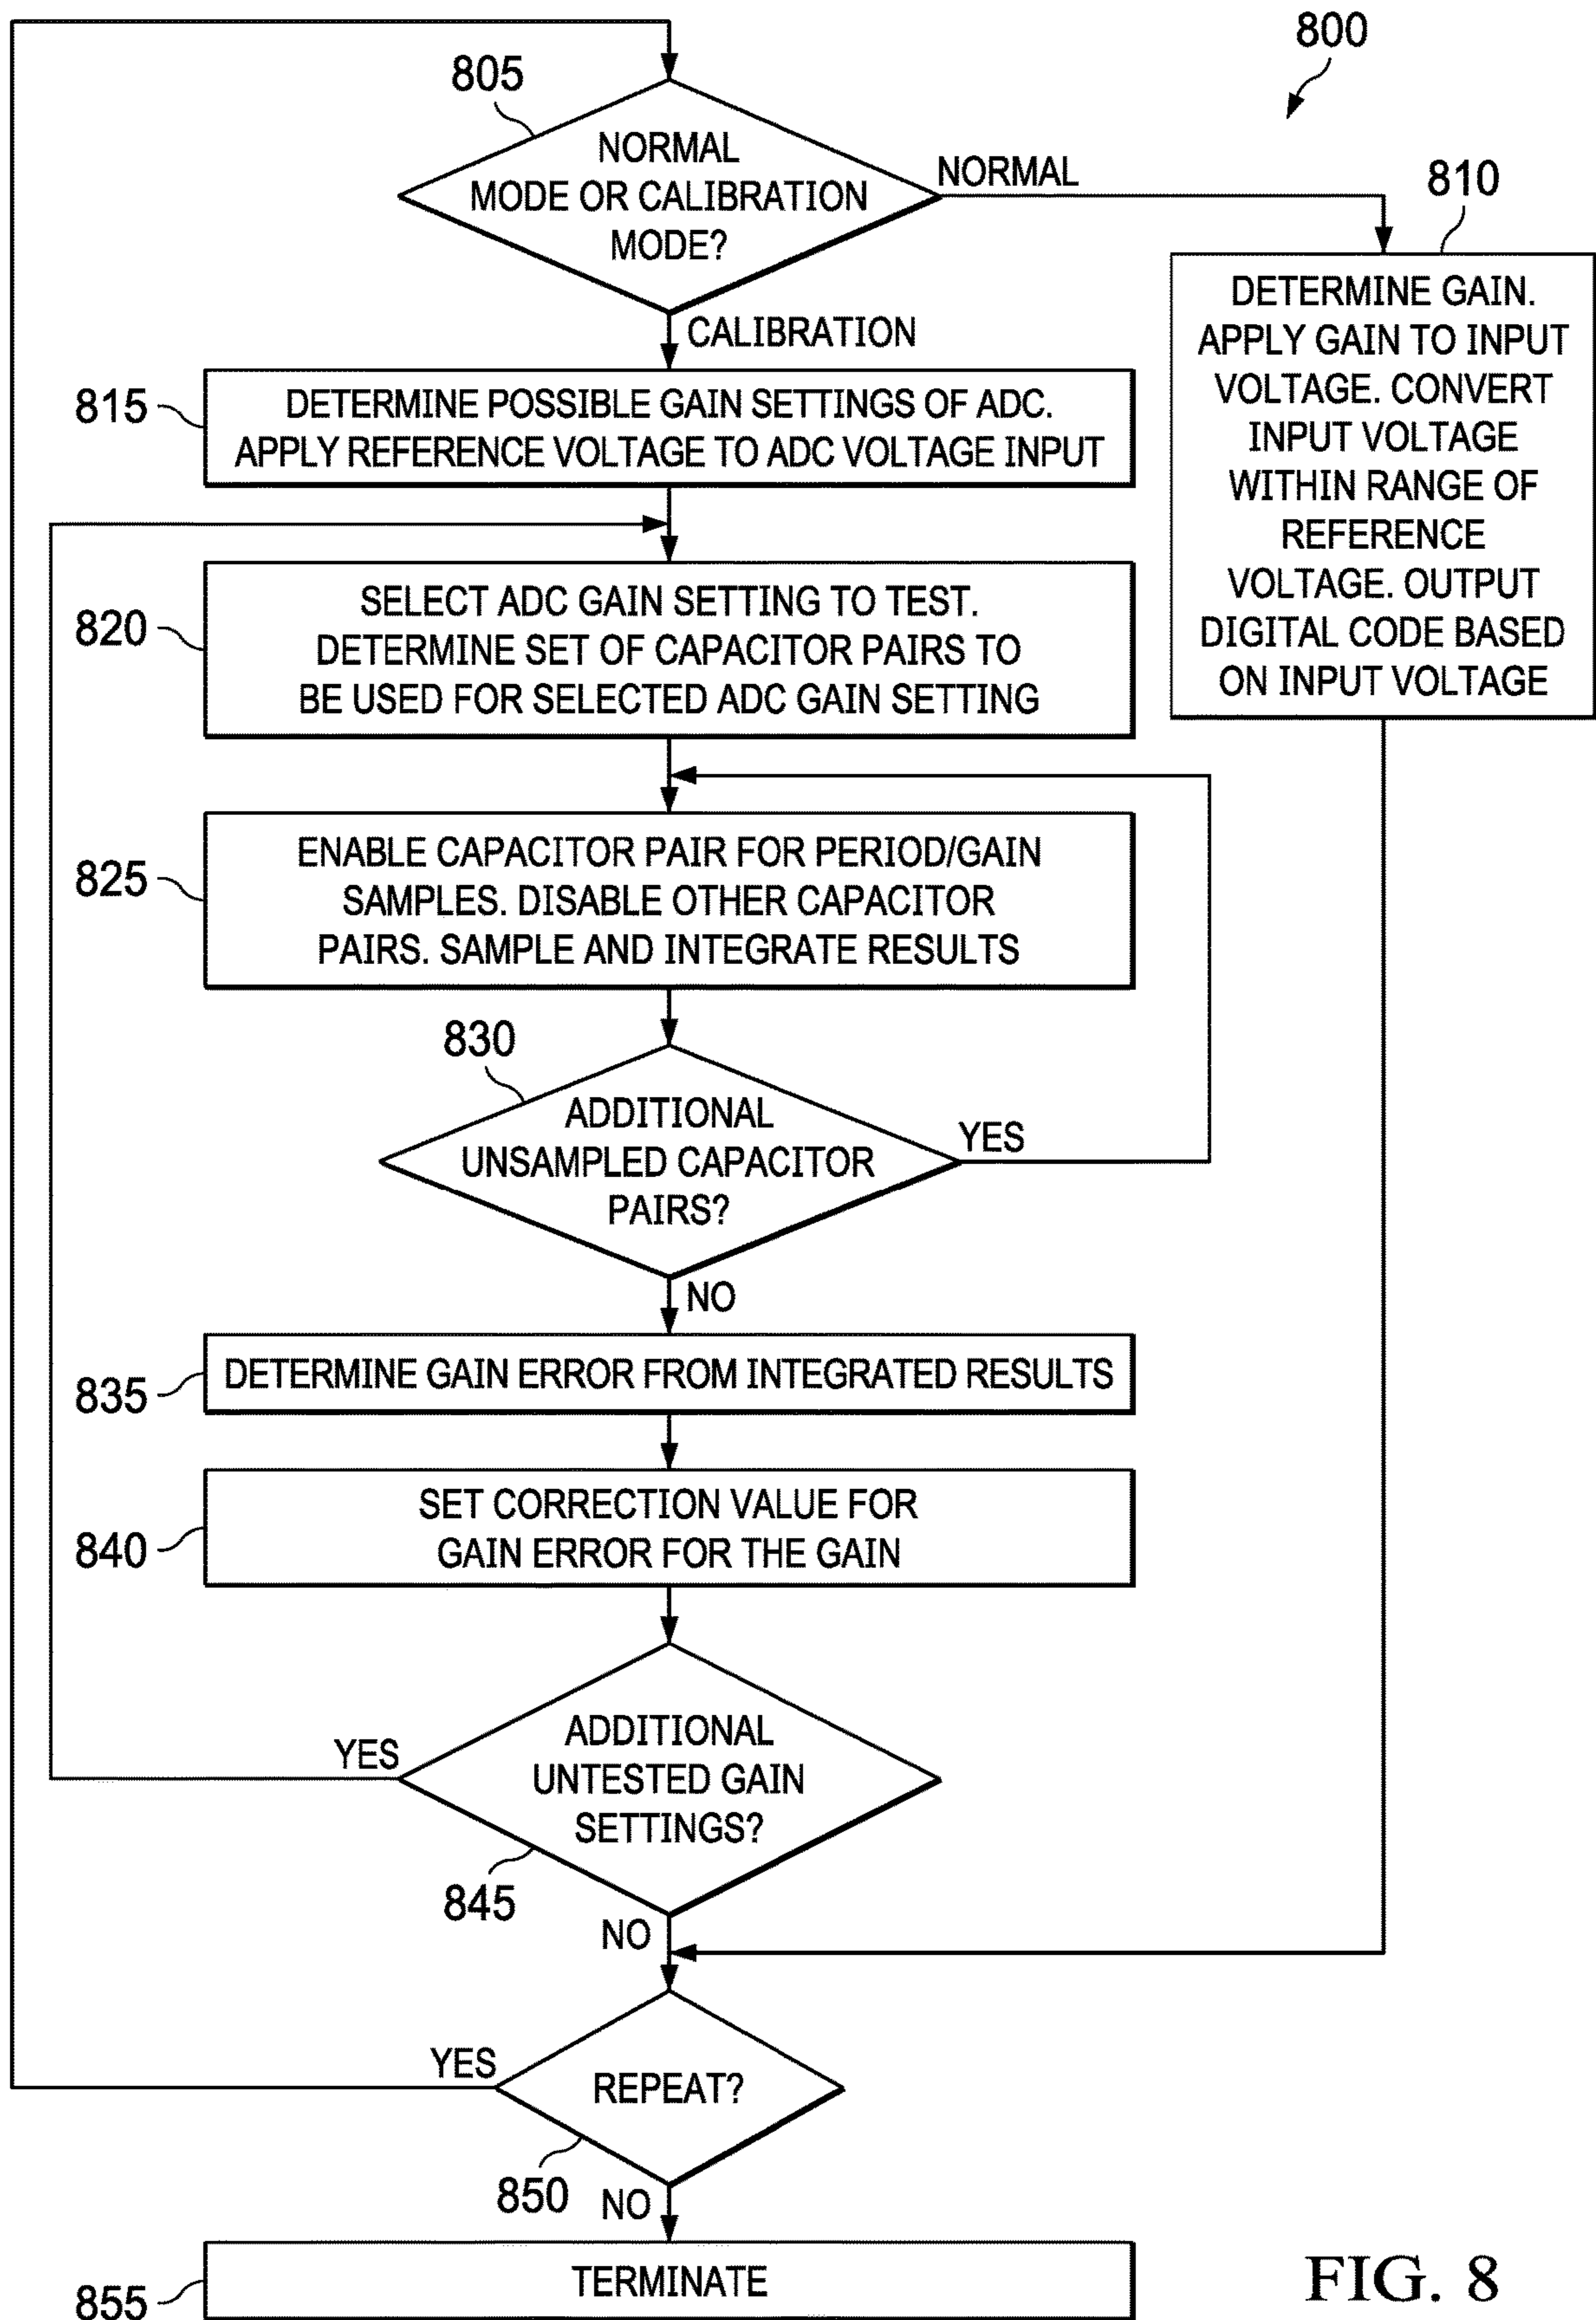 800
805
NORMAL
MODE OR CALIBRATION
MODE?
NORMAL
810
DETERMINE GAIN.
APPLY GAIN TO INPUT
VOLTAGE. CONVERT
INPUT VOLTAGE
WITHIN RANGE OF
REFERENCE
VOLTAGE. OUTPUT
DIGITAL CODE BASED
ON INPUT VOLTAGE
CALIBRATION
815
DETERMINE POSSIBLE GAIN SETTINGS OF ADC.
APPLY REFERENCE VOLTAGE TO ADC VOLTAGE INPUT
820
SELECT ADC GAIN SETTING TO TEST.
DETERMINE SET OF CAPACITOR PAIRS TO
BE USED FOR SELECTED ADC GAIN SETTING
825
ENABLE CAPACITOR PAIR FOR PERIOD/GAIN
SAMPLES. DISABLE OTHER CAPACITOR
PAIRS. SAMPLE AND INTEGRATE RESULTS
830
ADDITIONAL
UNSAMPLED CAPACITOR
PAIRS?
YES
NO
835
DETERMINE GAIN ERROR FROM INTEGRATED RESULTS
840
SET CORRECTION VALUE FOR
GAIN ERROR FOR THE GAIN
YES
ADDITIONAL
UNTESTED GAIN
SETTINGS?
845
NO
YES
REPEAT?
850
NO
855
TERMINATE
FIG. 8